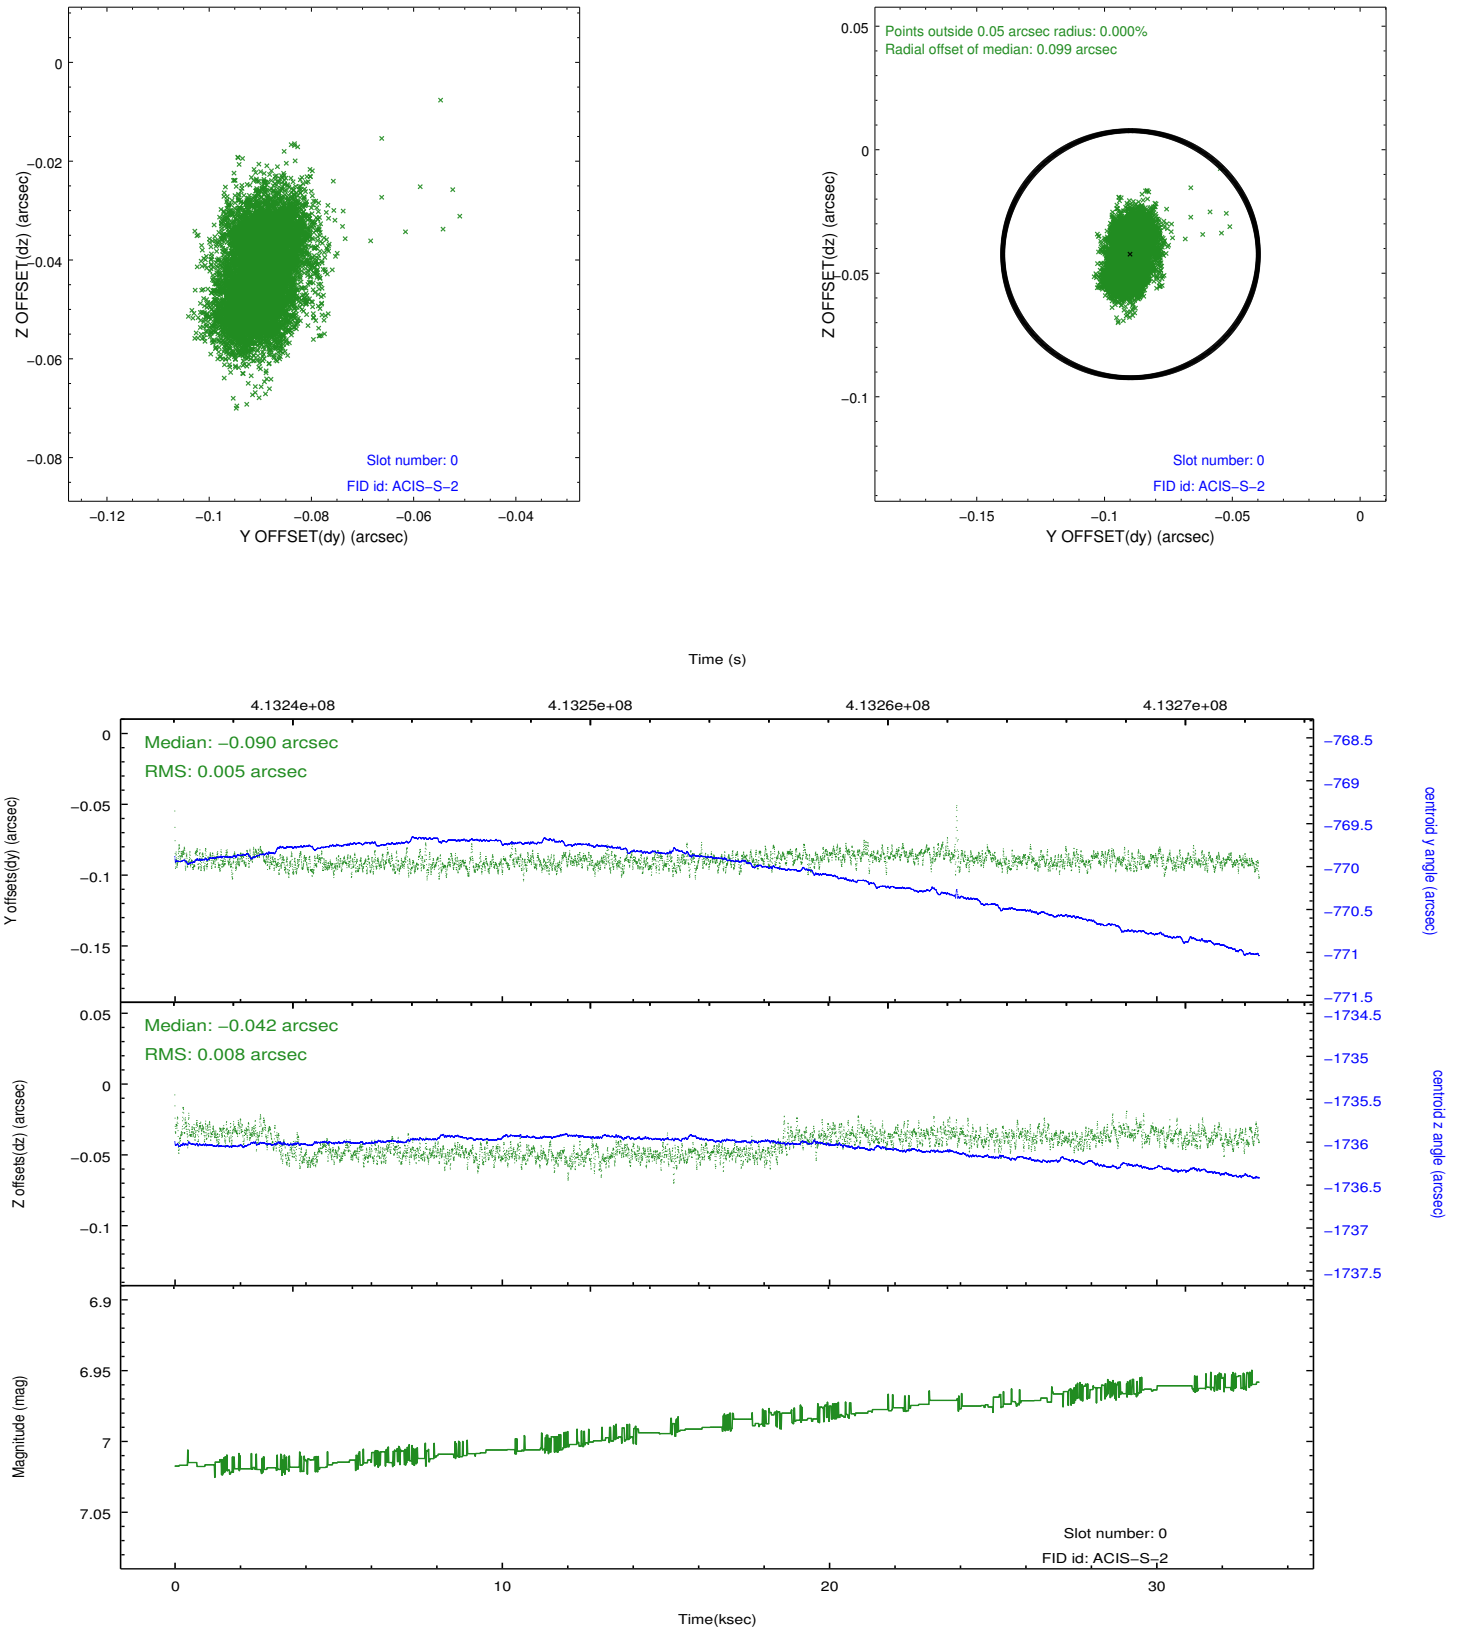 0
−0.02
−0.04
−0.06
−0.08
Z OFFSET(dz) (arcsec)
Slot number: 0
FID id: ACIS−S−2
−0.12
−0.1
−0.08
−0.06
−0.04
Y OFFSET(dy) (arcsec)
Points outside 0.05 arcsec radius: 0.000%
Radial offset of median: 0.099 arcsec
0.05
0
−0.05
−0.1
Z OFFSET(dz) (arcsec)
Slot number: 0
FID id: ACIS−S−2
−0.15
−0.1
−0.05
0
Y OFFSET(dy) (arcsec)
Time (s)
4.1324e+08
4.1325e+08
4.1326e+08
4.1327e+08
Median: −0.090 arcsec
RMS: 0.005 arcsec
0
−0.05
−0.1
−0.15
Y offsets(dy) (arcsec)
−768.5
−769
−769.5
−770
−770.5
−771
−771.5
centroid y angle (arcsec)
Median: −0.042 arcsec
RMS: 0.008 arcsec
0.05
0
−0.05
−0.1
Z offsets(dz) (arcsec)
−1734.5
−1735
−1735.5
−1736
−1736.5
−1737
−1737.5
centroid z angle (arcsec)
6.9
6.95
7
7.05
Magnitude (mag)
Slot number: 0
FID id: ACIS−S−2
0
10
20
30
Time(ksec)